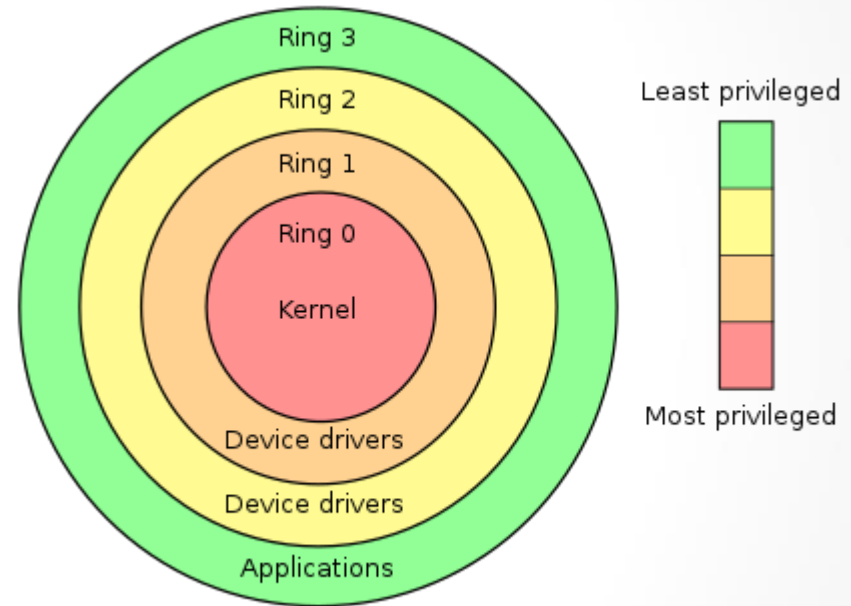 Ring 3
Ring 2
Ring 1
Ring 0
Kernel
Device drivers
Device drivers
Applications
Least privileged
Most privileged